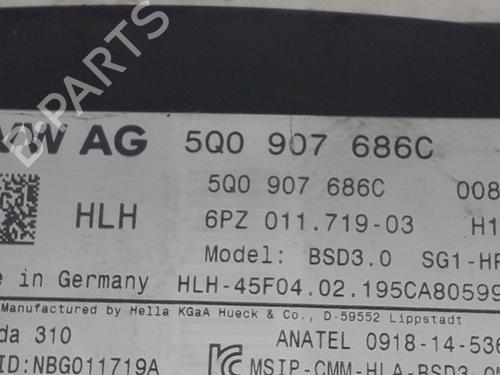 B-PARTS
VW AG 5Q0 907 686C
5Q0 907 686C 008
HLH 6PZ 011.719-03 H1
Model: BSD3.0 SG1-HF
e in Germany HLH-45F04.02.195CA80599
Manufactured by Hella KGaA Hueck & Co., D-59552 Lippstadt
da 310 ANATEL 0918-14-536
ID:NBG011719A MSIP-CMM-HLA-BSD3.0